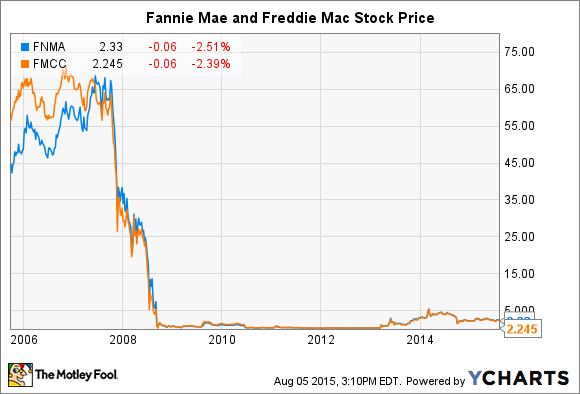 Fannie Mae and Freddie Mac Stock Price
FNMA 2.33 -0.06 -2.51%
FMCC 2.245 -0.06 -2.39%
75.00
65.00
55.00
45.00
35.00
25.00
15.00
5.000
2.245
2006 2008 2010 2012 2014
The Motley Fool.
Aug 05 2015, 3:10PM EDT. Powered by YCHARTS